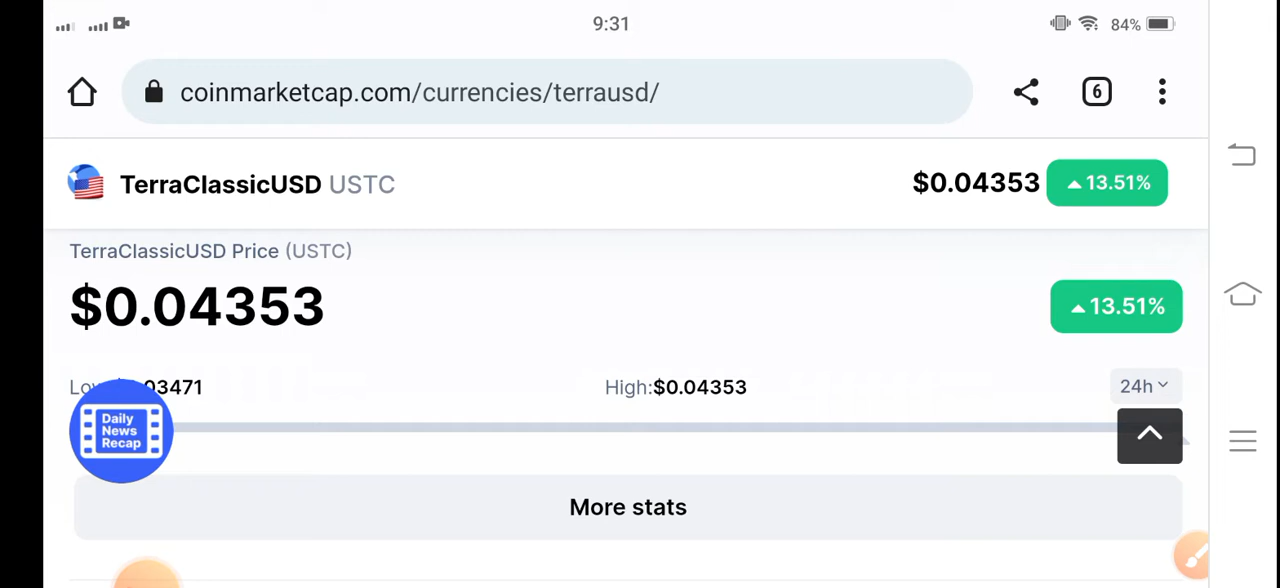 9:31
84%
coinmarketcap.com/currencies/terrausd/
6
TerraClassicUSD USTC
$0.04353 13.51%
TerraClassicUSD Price (USTC)
$0.04353
13.51%
03471
High:$0.04353
24h
Daily
News
Recap
More stats